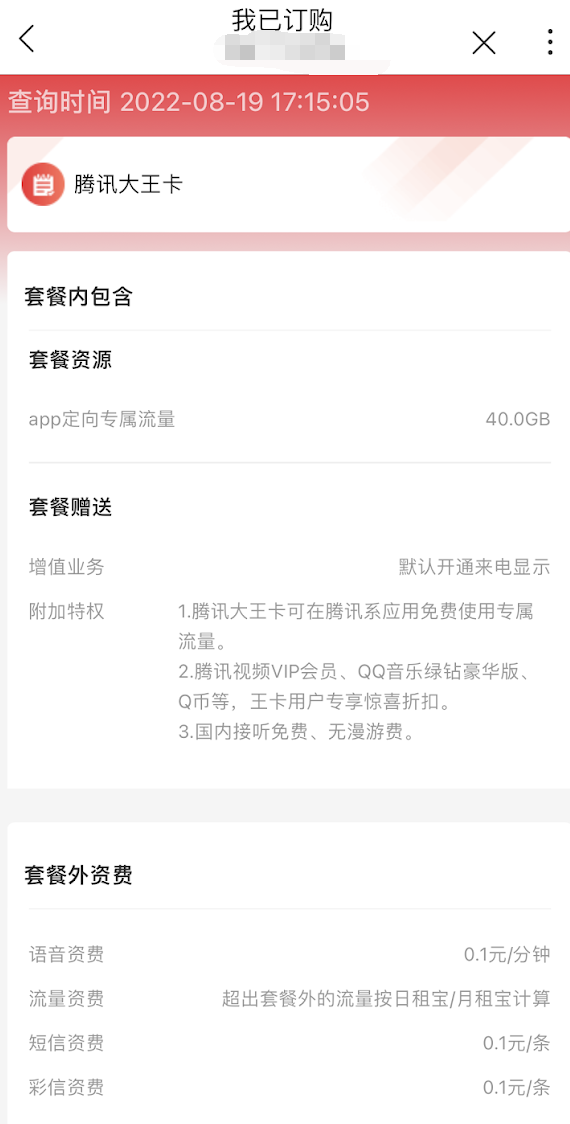 我已订购
查询时间 2022-08-19 17:15:05
腾讯大王卡
套餐内包含
套餐资源
app定向专属流量 40.0GB
套餐赠送
增值业务 默认开通来电显示
附加特权 1.腾讯大王卡可在腾讯系应用免费使用专属
流量。
2.腾讯视频VIP会员、QQ音乐绿钻豪华版、
Q币等，王卡用户专享惊喜折扣。
3.国内接听免费、无漫游费。
套餐外资费
语音资费 0.1元/分钟
流量资费 超出套餐外的流量按日租宝/月租宝计算
短信资费 0.1元/条
彩信资费 0.1元/条